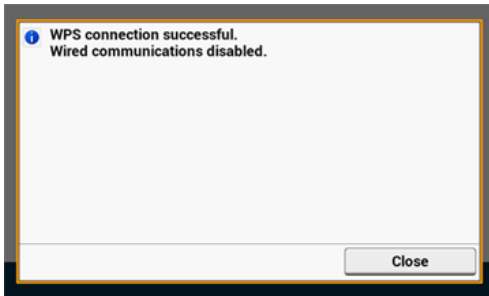 WPS connection successful.
Wired communications disabled.
Close